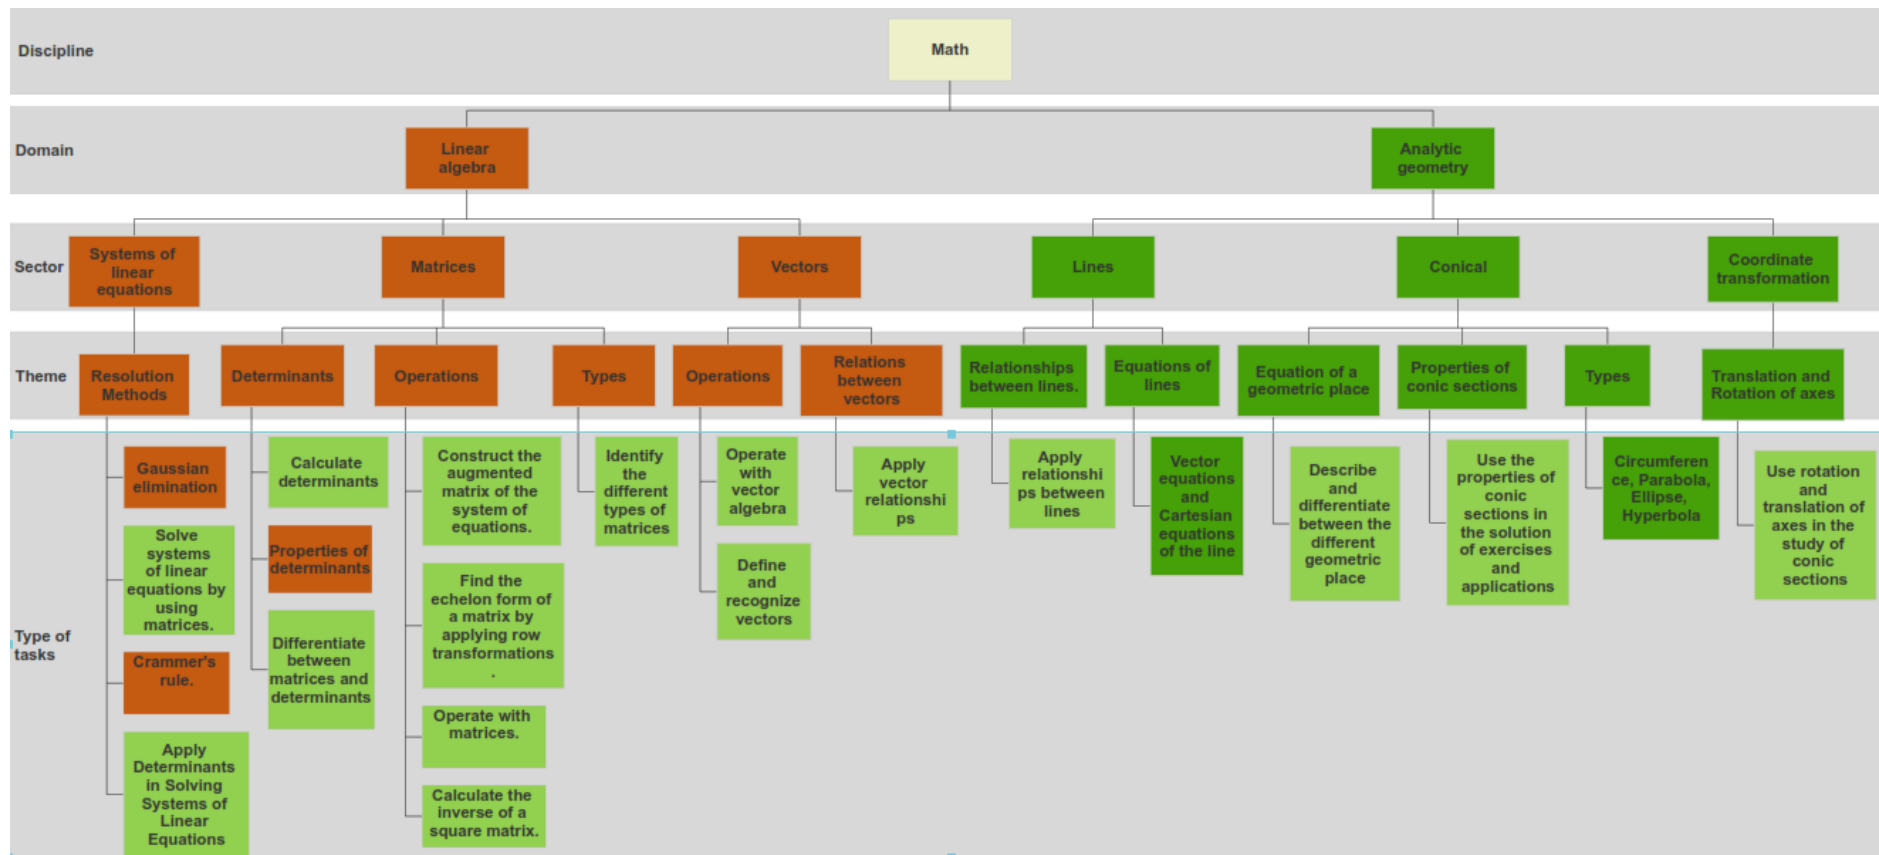 Discipline
Math
Domain
Linear
algebra
Analytic
geometry
Sector
Systems of
linear
equations
Matrices
Vectors
Lines
Conical
Coordinate
transformation
Theme
Resolution
Methods
Determinants
Operations
Types
Operations
Relations
between
vectors
Relationships
between lines.
Equations of
lines
Equation of a
geometric place
Properties of
conic sections
Types
Translation and
Rotation of axes
Type of
tasks
Gaussian
elimination
Solve
systems
of linear
equations by
using
matrices.
Crammer's
rule.
Apply
Determinants
in Solving
Systems of
Linear
Equations
Calculate
determinants
Properties of
determinants
Differentiate
between
matrices and
determinants
Construct the
augmented
matrix of the
system of
equations.
Find the
echelon form of
a matrix by
applying row
transformations
.
Operate with
matrices.
Calculate the
inverse of a
square matrix.
Identify
the
different
types of
matrices
Operate
with
vector
algebra
Define
and
recognize
vectors
Apply
vector
relationshi
ps
Apply
relationshi
ps between
lines
Vector
equations
and
Cartesian
equations
of the line
Describe
and
differentiate
between the
different
geometric
place
Use the
properties of
conic
sections in
the solution
of exercises
and
applications
Circumferen
ce, Parabola,
Ellipse,
Hyperbola
Use rotation
and
translation of
axes in the
study of
conic
sections